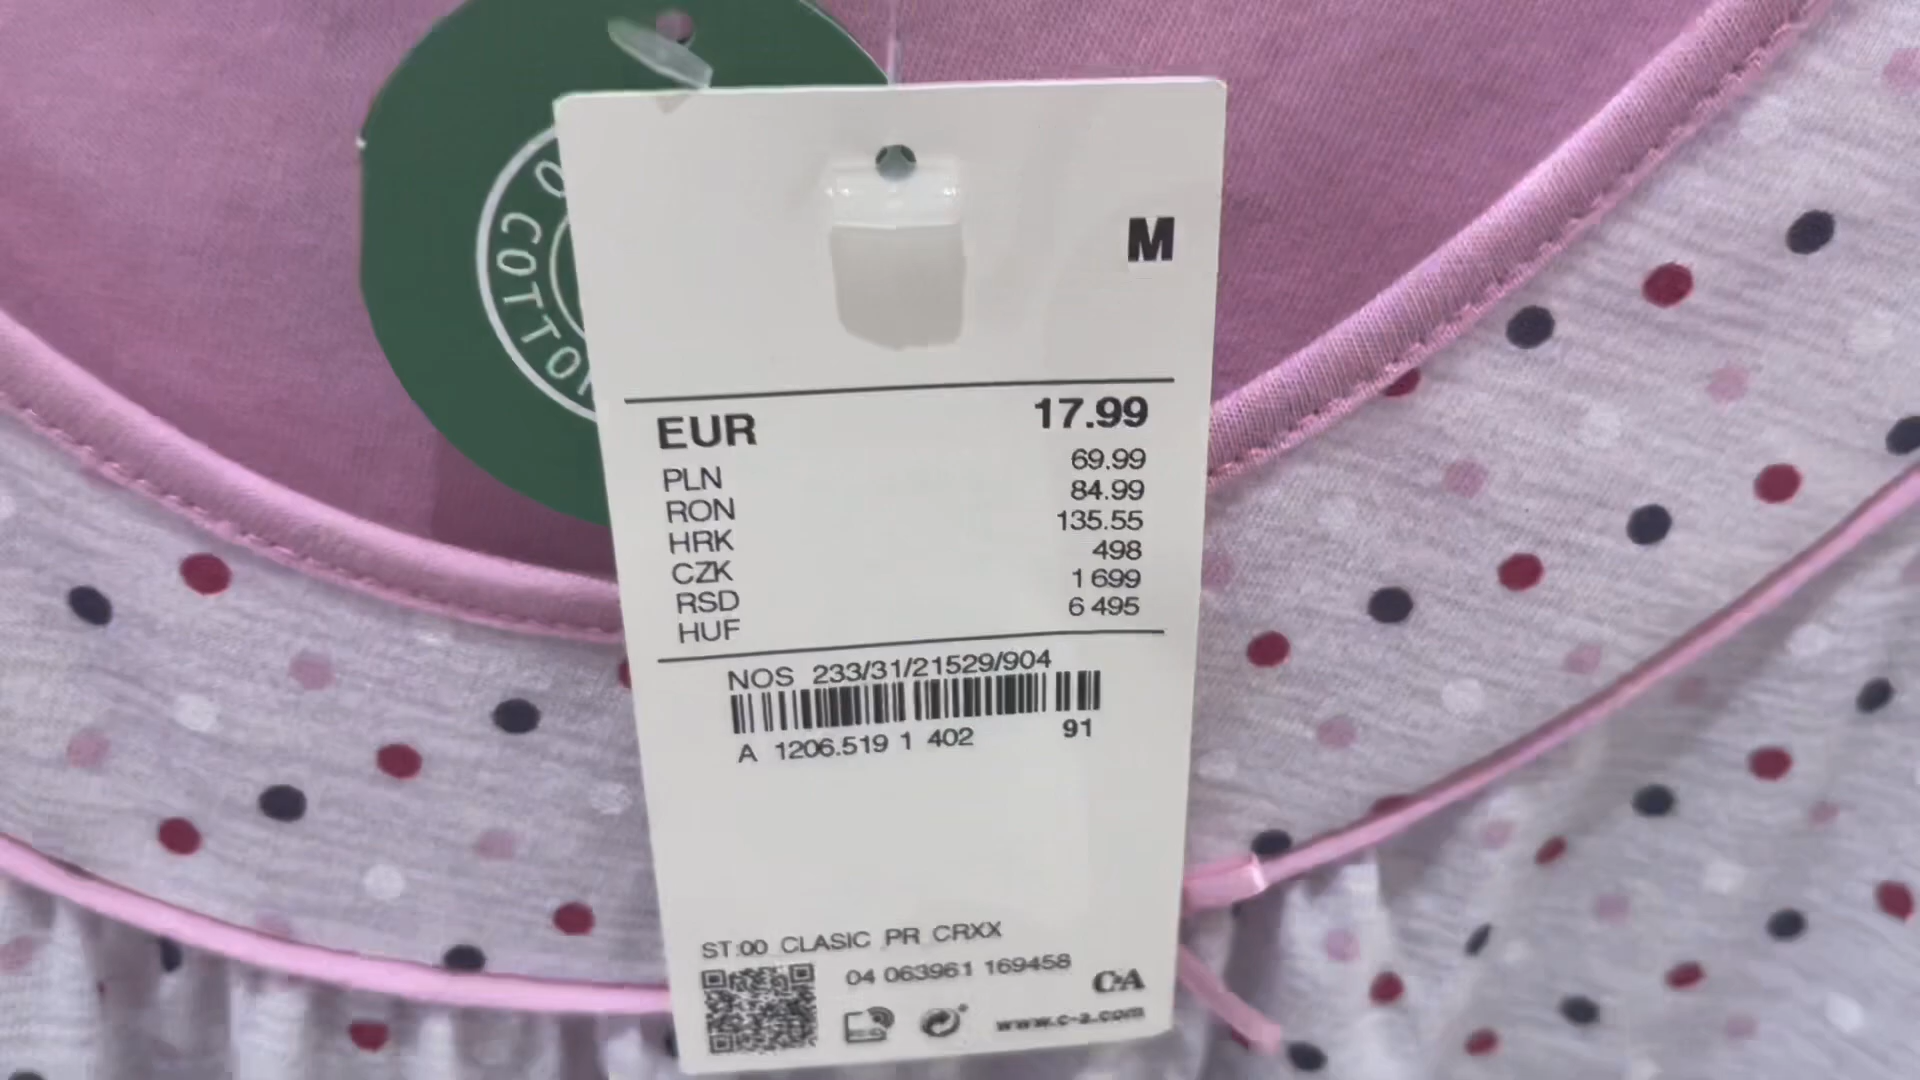 O COTTO
M
EUR 17.99
PLN 69.99
RON 84.99
HRK 135.55
CZK 498
RSD 1 699
HUF 6 495
NOS 233/31/21529/904
A 1206.519 1 402 91
ST:00 CLASIC PR CRXX
04 063961 169458
C&A
www.c-a.com